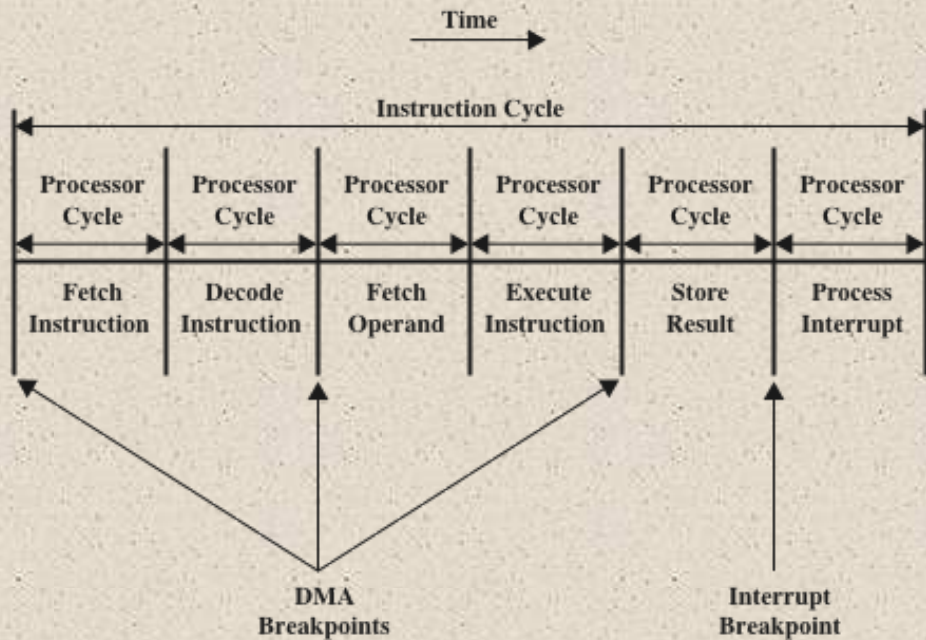 Time
Instruction Cycle
Processor Cycle
Processor Cycle
Processor Cycle
Processor Cycle
Processor Cycle
Processor Cycle
Fetch Instruction
Decode Instruction
Fetch Operand
Execute Instruction
Store Result
Process Interrupt
DMA Breakpoints
Interrupt Breakpoint